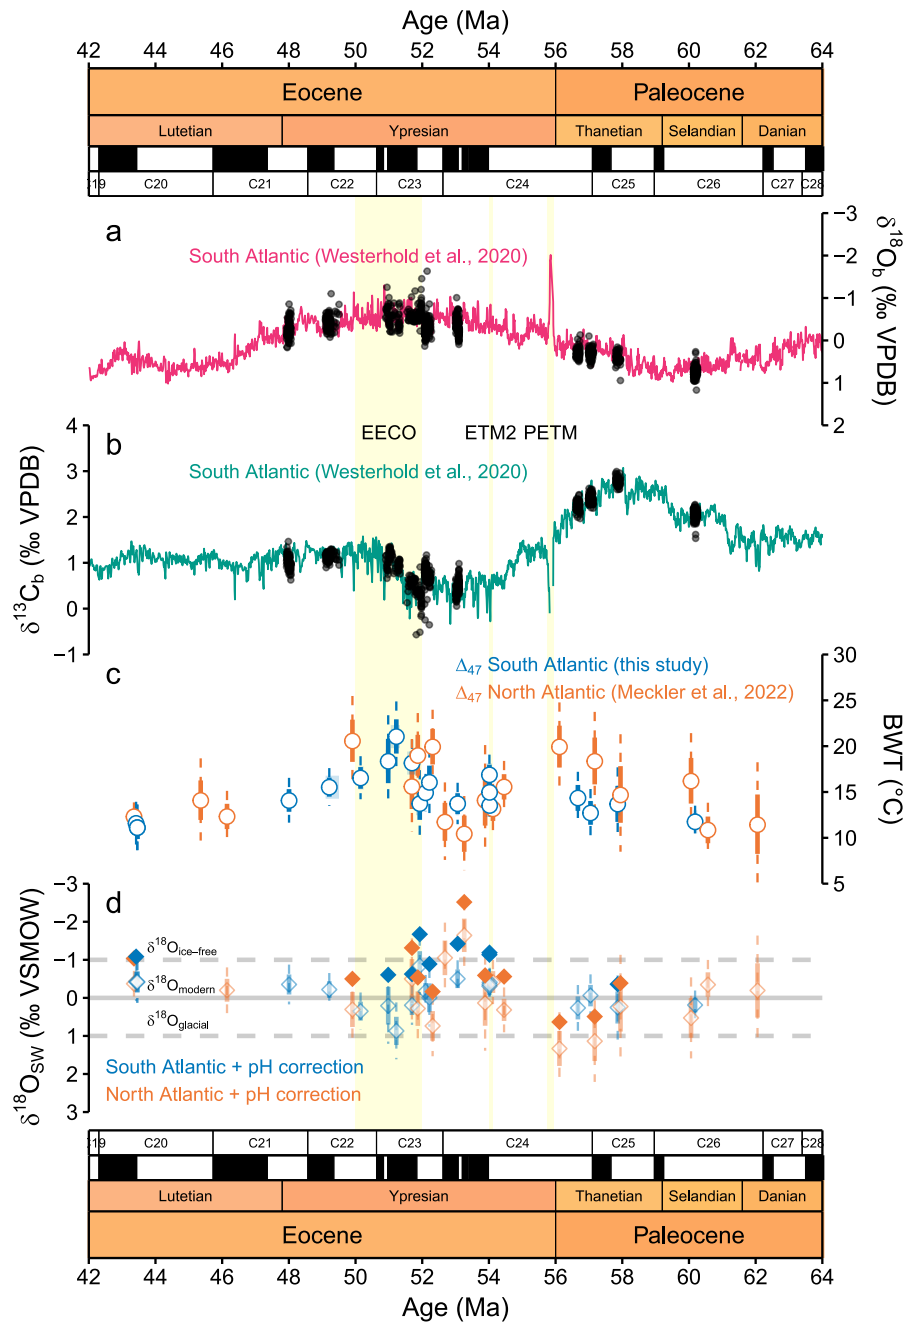 Age (Ma)
42 44 46 48 50 52 54 56 58 60 62 64
Eocene Paleocene
Lutetian Ypresian Thanetian Selandian Danian
C20 C21 C22 C23 C24 C25 C26 C27 C28
a
South Atlantic (Westerhold et al., 2020)
−3
−2
−1
0
1
2
δ18Ob (‰ VPDB)
EECO ETM2 PETM
b
South Atlantic (Westerhold et al., 2020)
4
3
2
1
0
−1
δ13Cb (‰ VPDB)
c
Δ47 South Atlantic (this study)
Δ47 North Atlantic (Meckler et al., 2022)
30
25
20
15
10
5
BWT (°C)
d
−3
−2
−1
0
1
2
3
δ18OSW (‰ VSMOW)
δ18Oice–free
δ18Omodern
δ18Oglacial
South Atlantic + pH correction
North Atlantic + pH correction
C20 C21 C22 C23 C24 C25 C26 C27 C28
Lutetian Ypresian Thanetian Selandian Danian
Eocene Paleocene
42 44 46 48 50 52 54 56 58 60 62 64
Age (Ma)